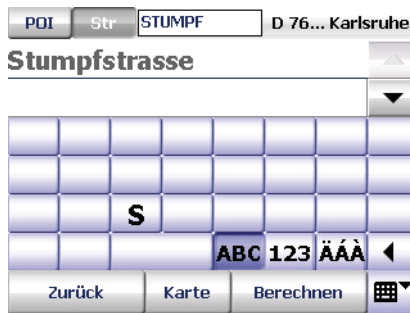 POI Str STUMPF D 76... Karlsruhe
Stumpfstrasse
S
ABC 123 ÄÁÀ
Zurück Karte Berechnen